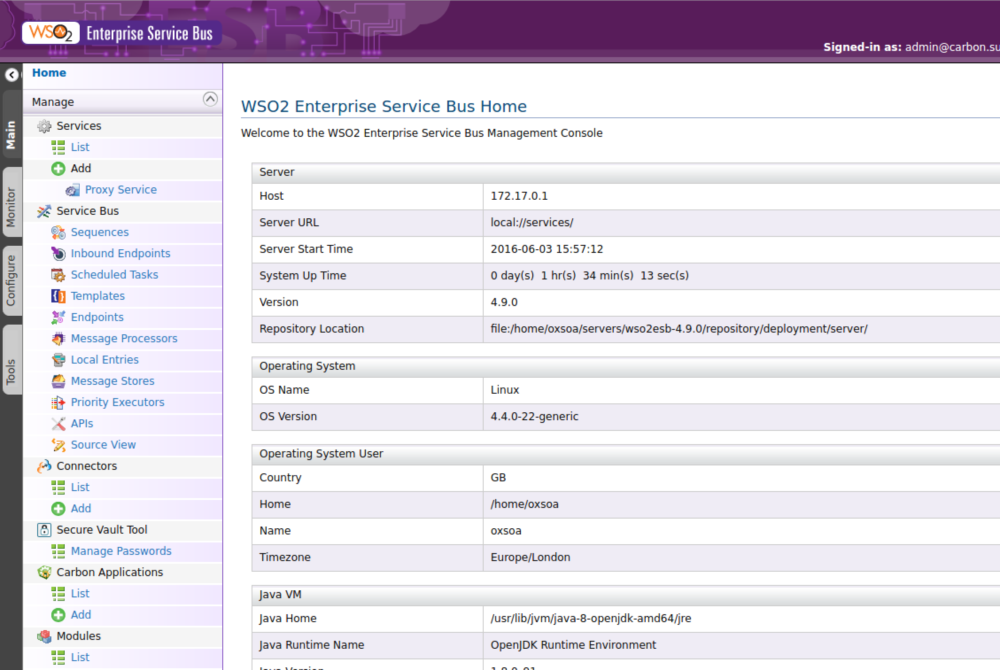 WSO2 Enterprise Service Bus
Signed-in as: admin@carbon.su
Home
Manage
Services
List
Add
Proxy Service
Service Bus
Sequences
Inbound Endpoints
Scheduled Tasks
Templates
Endpoints
Message Processors
Local Entries
Message Stores
Priority Executors
APIs
Source View
Connectors
List
Add
Secure Vault Tool
Manage Passwords
Carbon Applications
List
Add
Modules
List
Main
Monitor
Configure
Tools
WSO2 Enterprise Service Bus Home
Welcome to the WSO2 Enterprise Service Bus Management Console
Server
Host 172.17.0.1
Server URL local://services/
Server Start Time 2016-06-03 15:57:12
System Up Time 0 day(s) 1 hr(s) 34 min(s) 13 sec(s)
Version 4.9.0
Repository Location file:/home/oxsoa/servers/wso2esb-4.9.0/repository/deployment/server/
Operating System
OS Name Linux
OS Version 4.4.0-22-generic
Operating System User
Country GB
Home /home/oxsoa
Name oxsoa
Timezone Europe/London
Java VM
Java Home /usr/lib/jvm/java-8-openjdk-amd64/jre
Java Runtime Name OpenJDK Runtime Environment